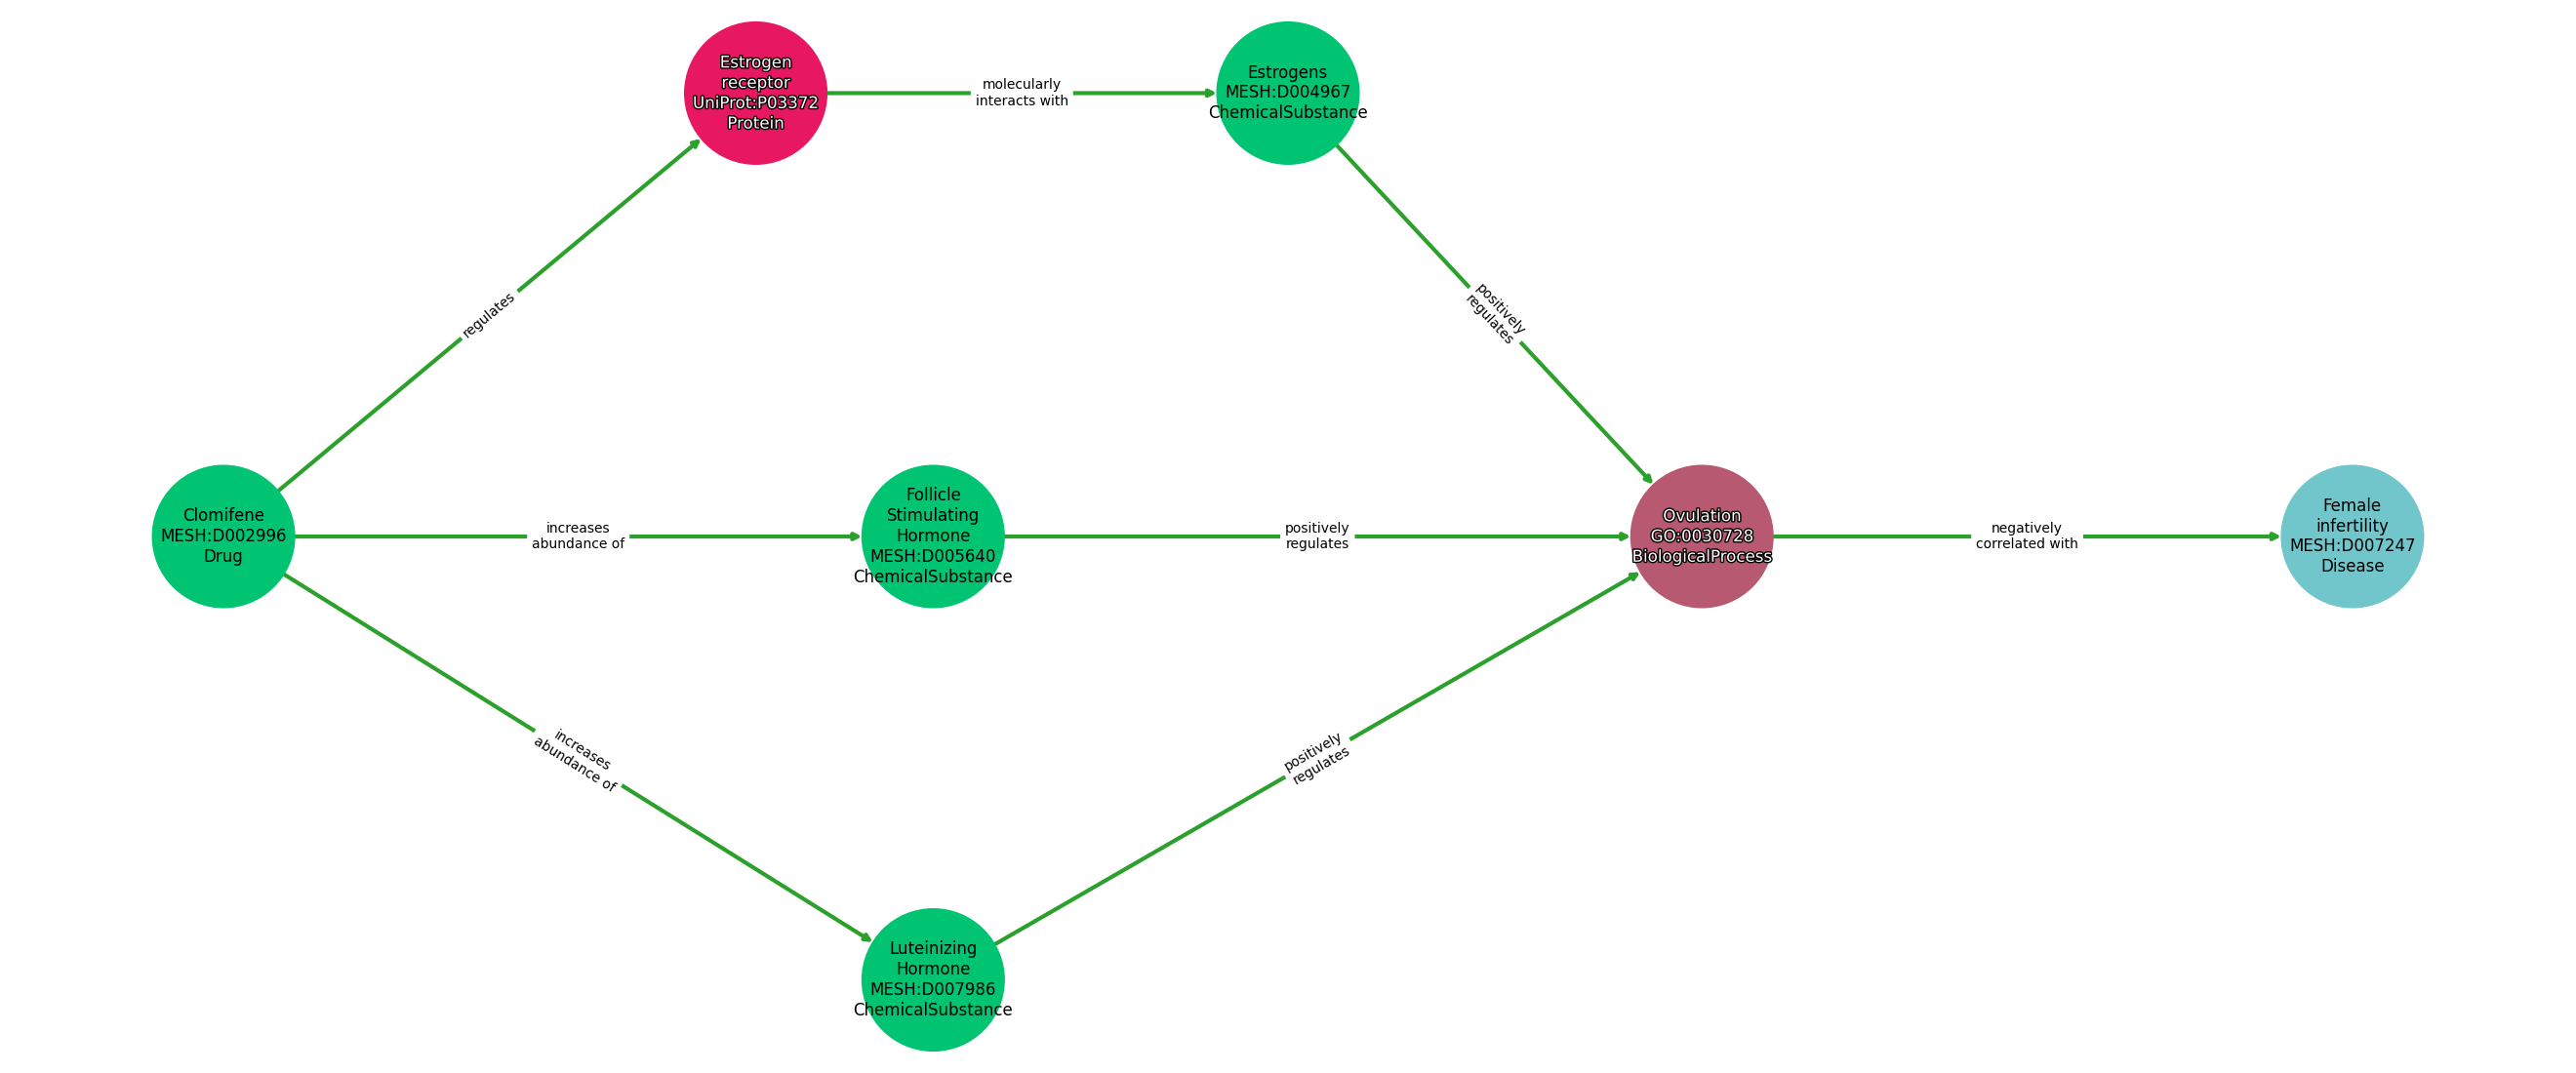 Estrogen
receptor
UniProt:P03372
Protein
molecularly
interacts with
Estrogens
MESH:D004967
ChemicalSubstance
regulates
positively
regulates
Clomifene
MESH:D002996
Drug
increases
abundance of
Follicle
Stimulating
Hormone
MESH:D005640
ChemicalSubstance
positively
regulates
Ovulation
GO:0030728
BiologicalProcess
negatively
correlated with
Female
infertility
MESH:D007247
Disease
increases
abundance of
positively
regulates
Luteinizing
Hormone
MESH:D007986
ChemicalSubstance